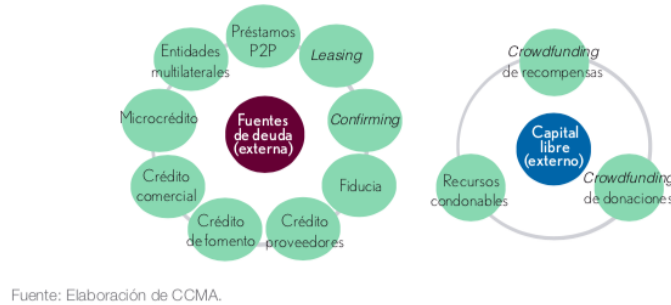 Préstamos
P2P
Leasing
Confirming
Fiducia
Crédito
proveedores
Crédito
de fomento
Crédito
comercial
Microcrédito
Entidades
multilaterales
Fuentes
de deuda
(externa)
Crowdfunding
de recompensas
Crowdfunding
de donaciones
Recursos
condonables
Capital
libre
(externo)
Fuente: Elaboración de CCMA.